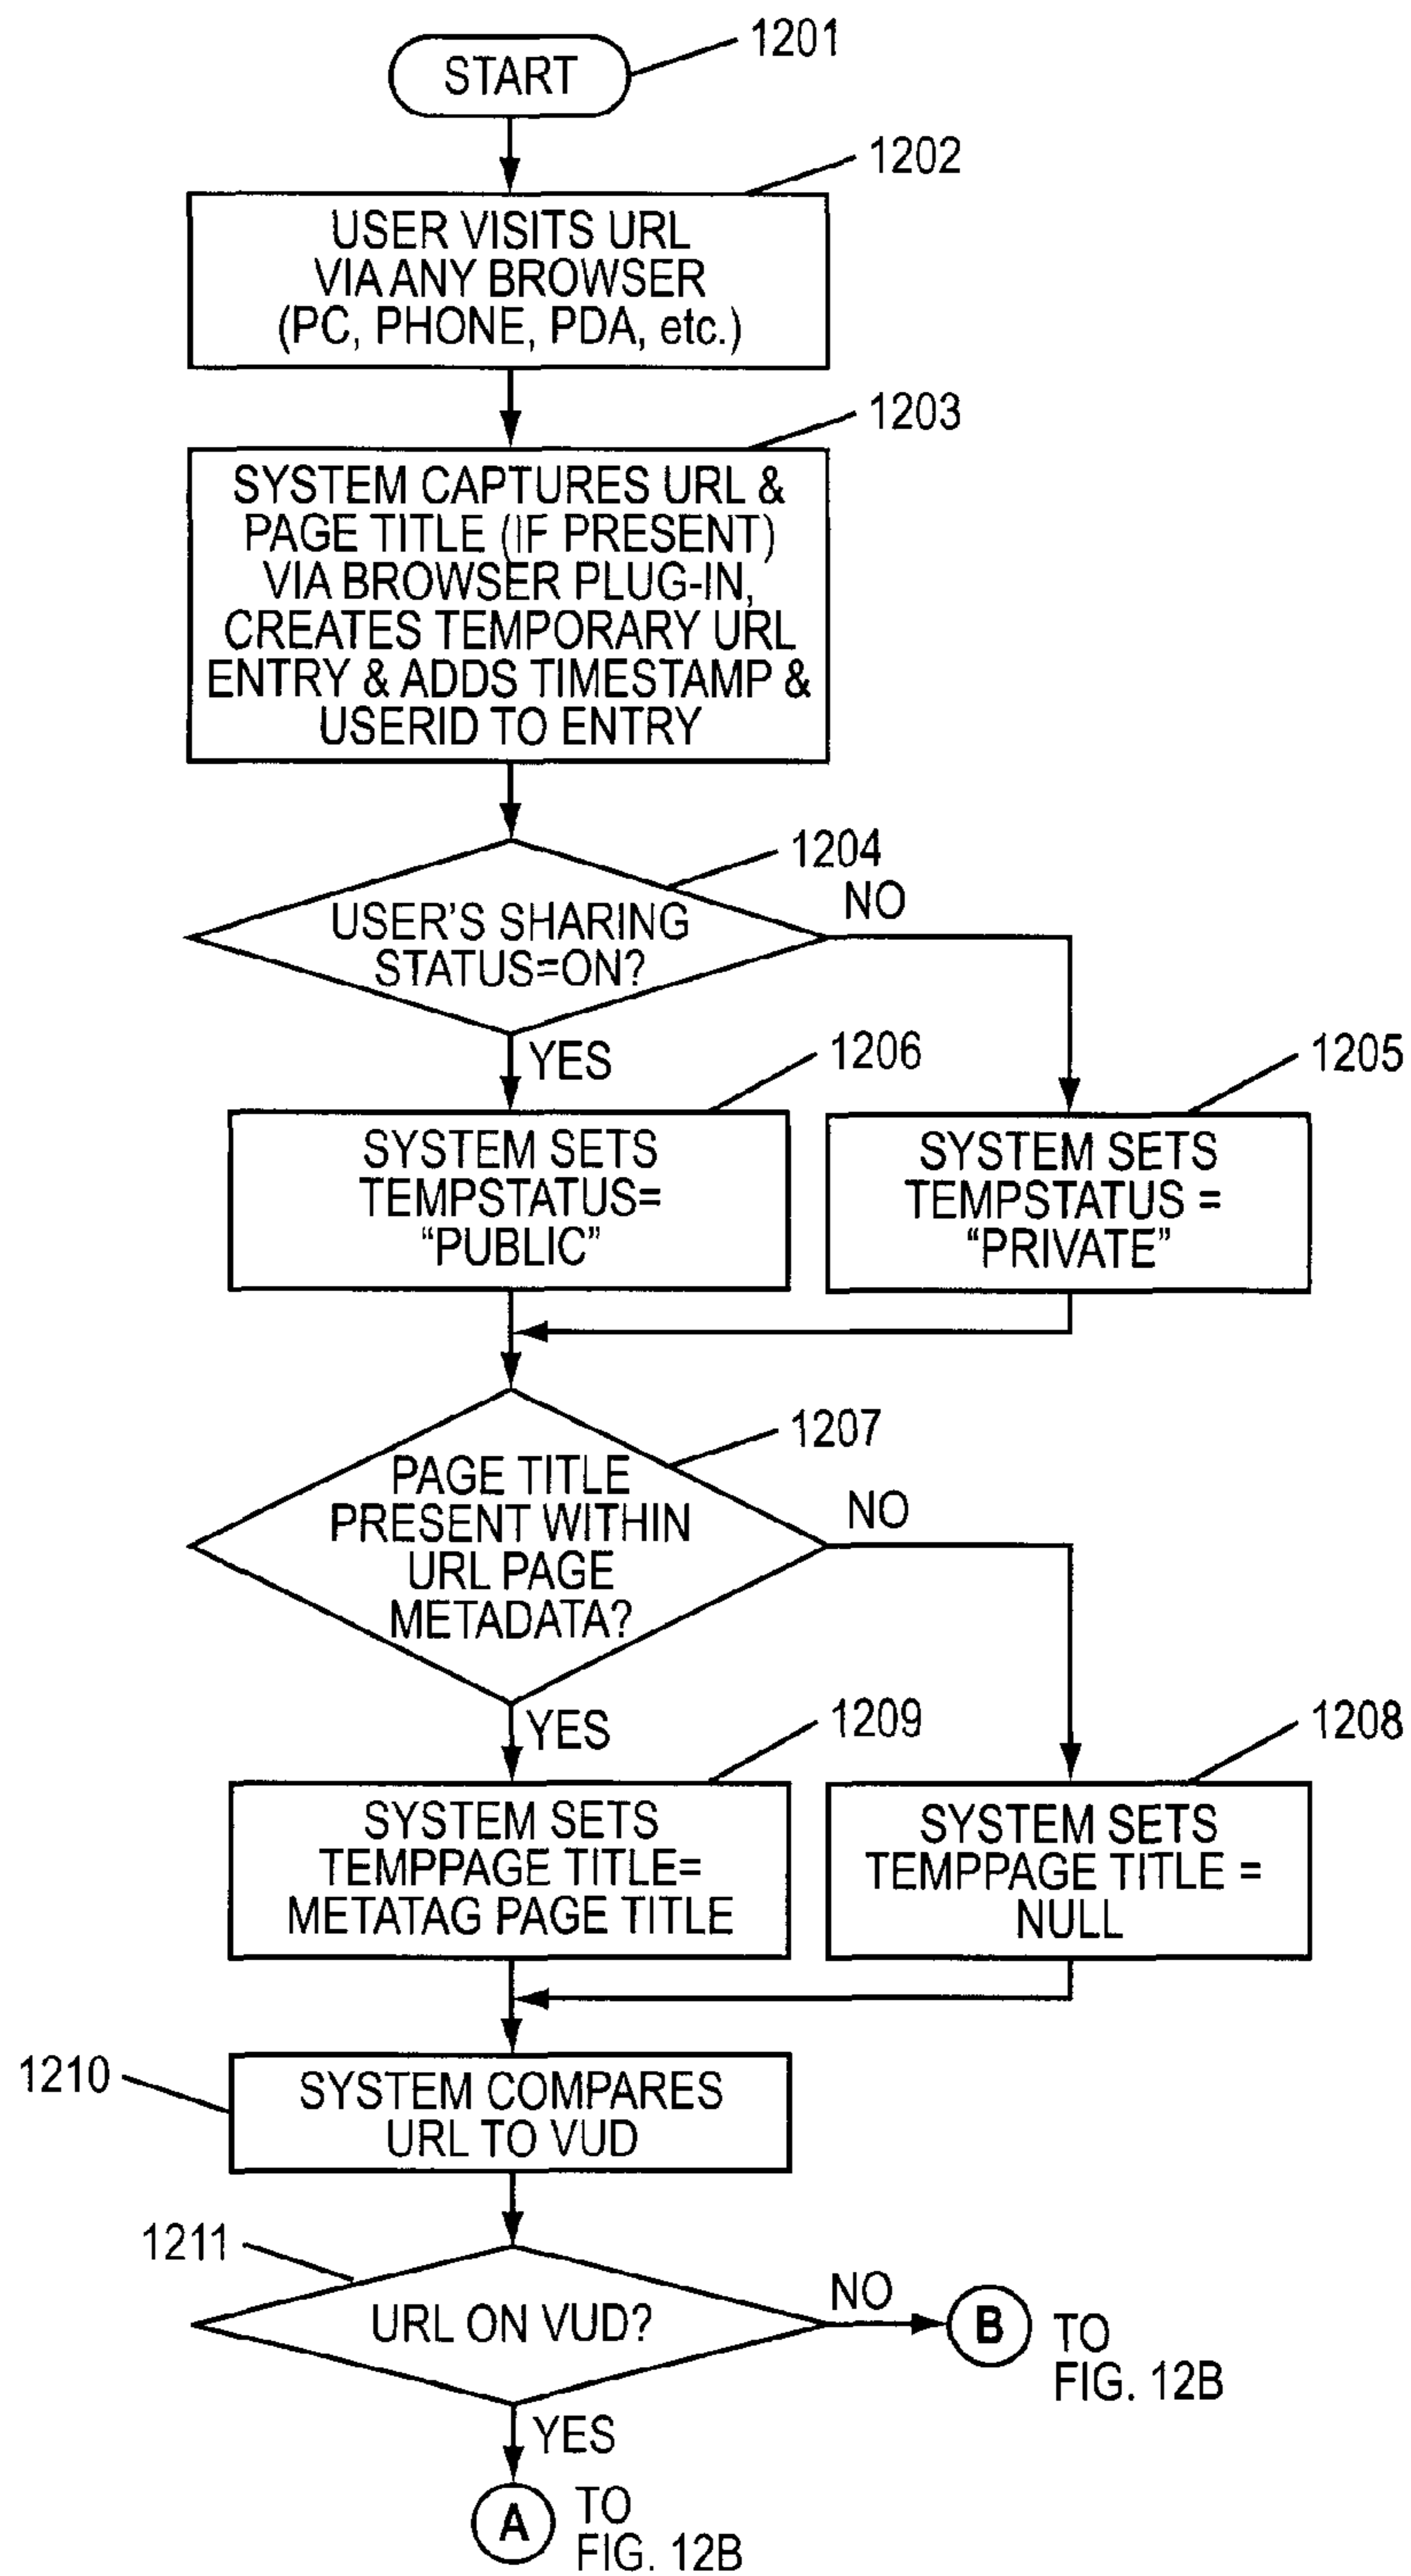 START
1201
1202
USER VISITS URL
VIA ANY BROWSER
(PC, PHONE, PDA, etc.)
1203
SYSTEM CAPTURES URL &
PAGE TITLE (IF PRESENT)
VIA BROWSER PLUG-IN,
CREATES TEMPORARY URL
ENTRY & ADDS TIMESTAMP &
USERID TO ENTRY
1204
USER'S SHARING
STATUS=ON?
NO
YES
1206
1205
SYSTEM SETS
TEMPSTATUS=
“PUBLIC”
SYSTEM SETS
TEMPSTATUS =
“PRIVATE”
1207
PAGE TITLE
PRESENT WITHIN
URL PAGE
METADATA?
NO
YES
1209
1208
SYSTEM SETS
TEMPPAGE TITLE=
METATAG PAGE TITLE
SYSTEM SETS
TEMPPAGE TITLE =
NULL
1210
SYSTEM COMPARES
URL TO VUD
1211
URL ON VUD?
NO
B
TO
FIG. 12B
YES
A
TO
FIG. 12B